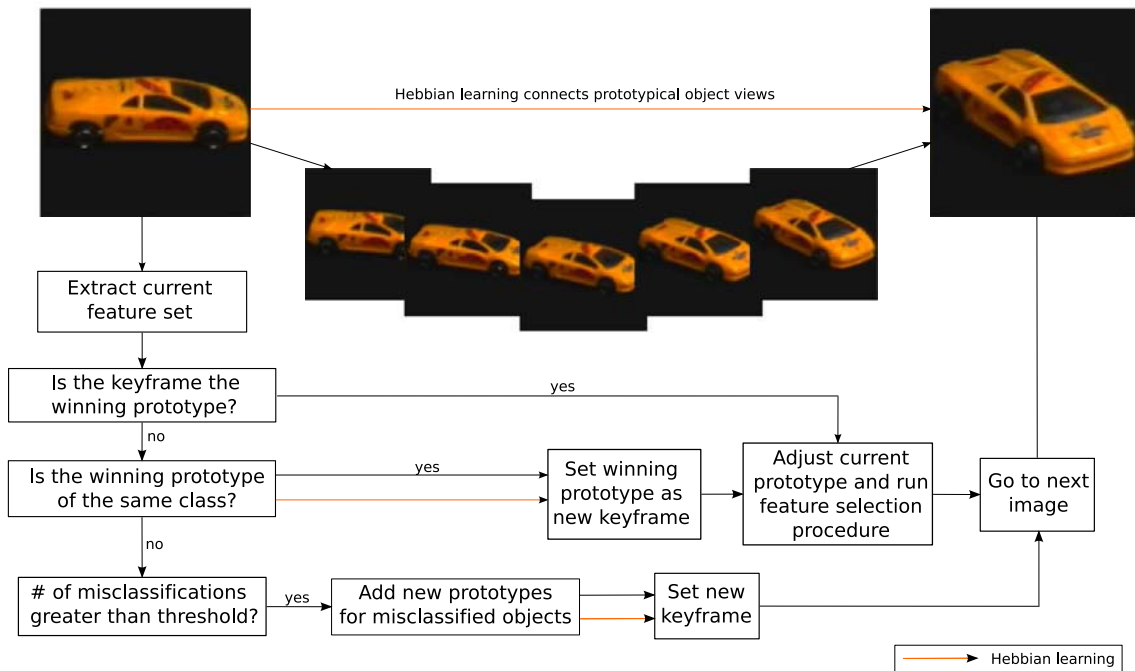 Hebbian learning connects prototypical object views
Extract current
feature set
Is the keyframe the
winning prototype?
yes
no
Is the winning prototype
of the same class?
yes
Set winning
prototype as
new keyframe
Adjust current
prototype and run
feature selection
procedure
Go to next
image
no
# of misclassifications
greater than threshold?
yes
Add new prototypes
for misclassified objects
Set new
keyframe
Hebbian learning